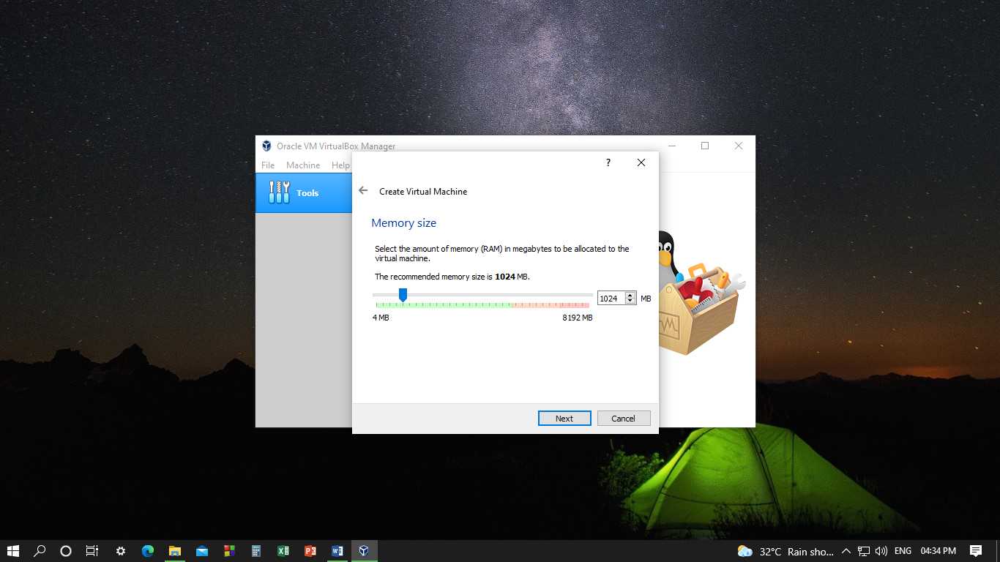 Oracle VM VirtualBox Manager
File Machine Help
Tools
?
Create Virtual Machine
Memory size
Select the amount of memory (RAM) in megabytes to be allocated to the
virtual machine.
The recommended memory size is 1024 MB.
1024 MB
4 MB 8192 MB
Next Cancel
32°C Rain sho... ENG 04:34 PM